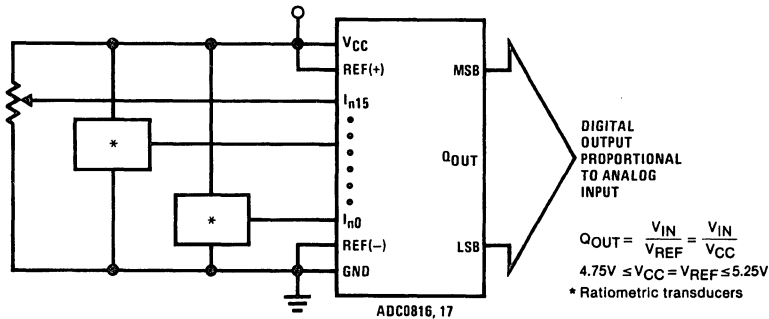 VCC
REF(+)
In15
*
*
In0
REF(−)
GND
MSB
QOUT
LSB
ADC0816, 17
DIGITAL
OUTPUT
PROPORTIONAL
TO ANALOG
INPUT
QOUT = VIN/VREF = VIN/VCC
4.75V ≤ VCC = VREF ≤ 5.25V
* Ratiometric transducers